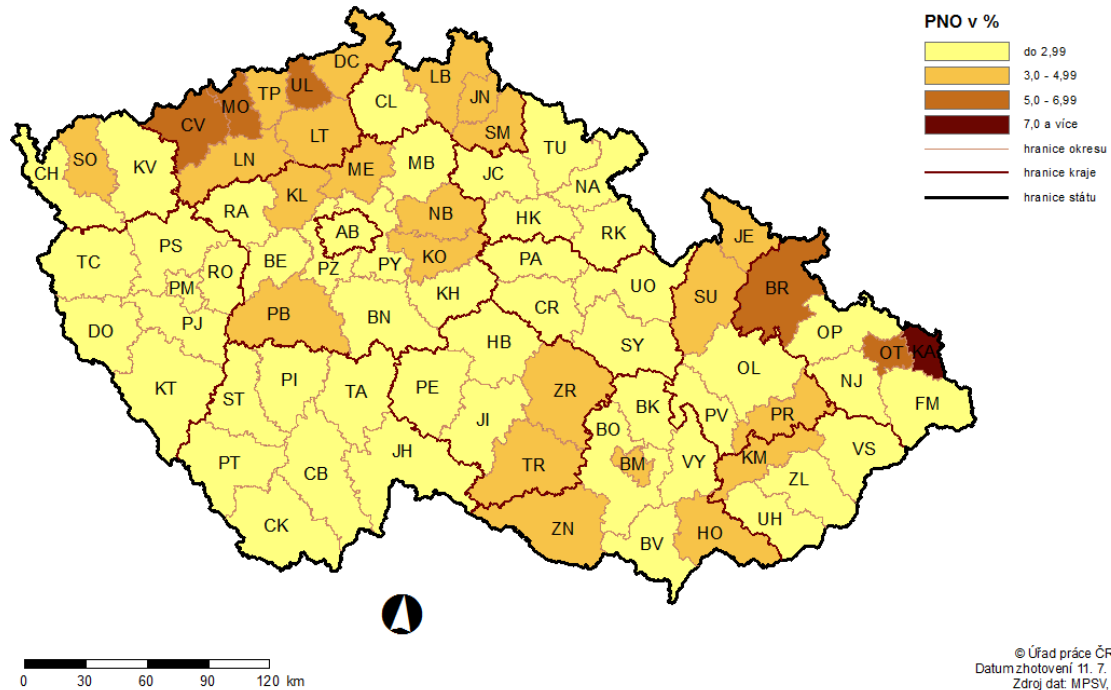 PNO v %
do 2,99
3,0 - 4,99
5,0 - 6,99
7,0 a více
hranice okresu
hranice kraje
hranice státu
DC
UL
LB
TP
JN
MO
CL
CV
LT
SM
TU
LN
ME
MB
JC
SO
KV
CH
NA
KL
RA
NB
HK
AB
RK
JE
PS
KO
PA
TC
RO
BE
PZ
PY
UO
PM
KH
SU
BR
CR
PB
BN
DO
PJ
OP
HB
SY
OT
KA
OL
NJ
KT
ST
PI
TA
PE
ZR
BK
FM
JI
PV
PR
BO
VS
JH
KM
PT
CB
TR
BM
VY
ZL
CK
ZN
HO
UH
BV
0 30 60 90 120 km
© Úřad práce ČR
Datum zhotovení 11. 7.
Zdroj dat: MPSV,